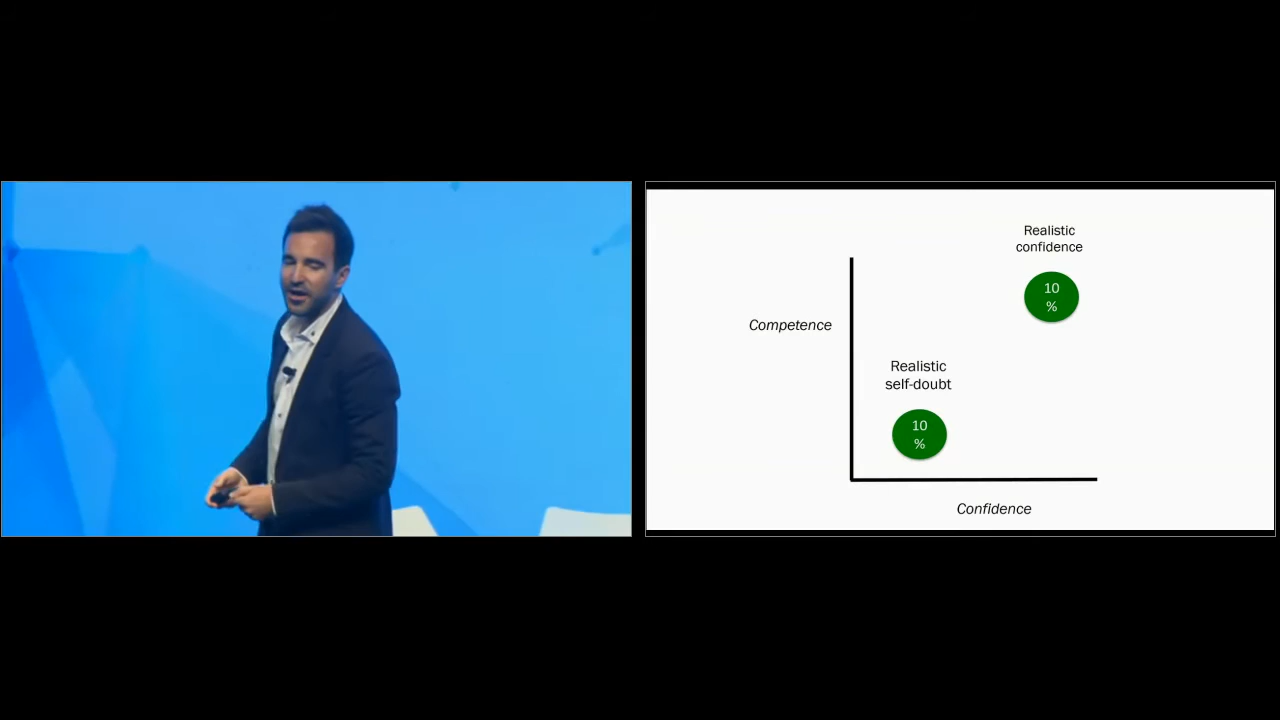 Realistic
confidence
10
%
Competence
Realistic
self-doubt
10
%
Confidence